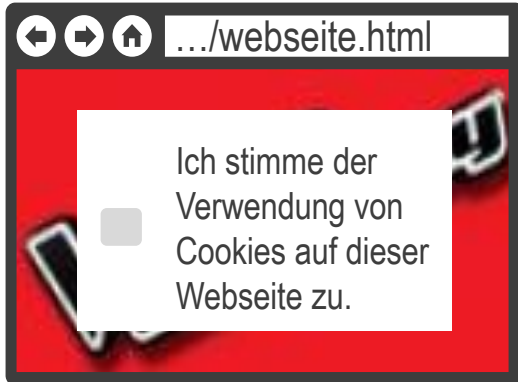 …/webseite.html
Ich stimme der
Verwendung von
Cookies auf dieser
Webseite zu.